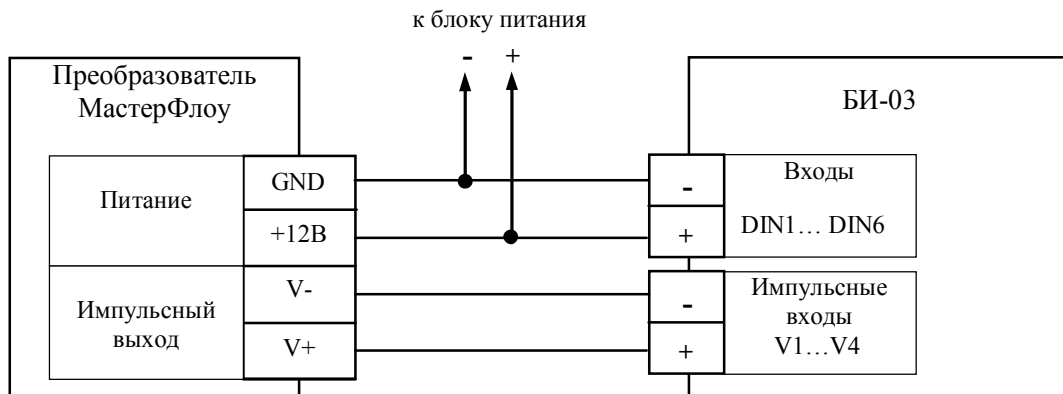 к блоку питания
- +
Преобразователь
МастерФлоу
БИ-03
Питание
GND
+12В
Импульсный
выход
V-
V+
-
+
Входы
DIN1… DIN6
-
+
Импульсные
входы
V1…V4